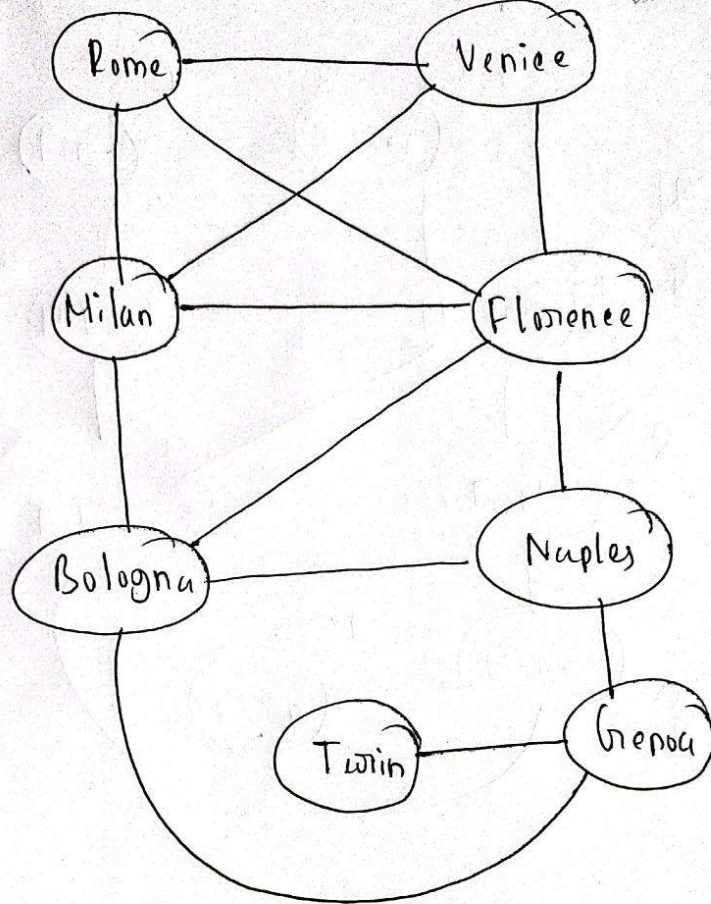 Rome
Venice
Milan
Florence
Bologna
Naples
Turin
Genoa